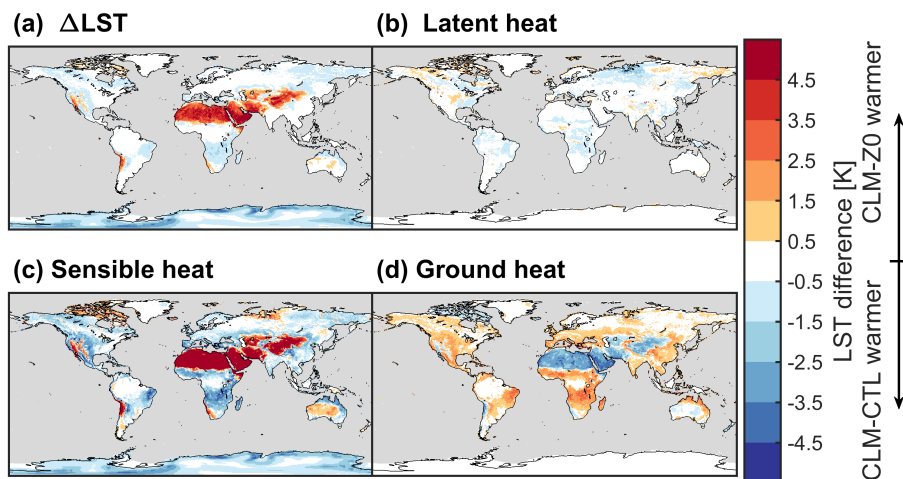 (a) ΔLST
(b) Latent heat
(c) Sensible heat
(d) Ground heat
4.5
3.5
2.5
1.5
0.5
-0.5
-1.5
-2.5
-3.5
-4.5
LST difference [K]
CLM-CTL warmer
CLM-Z0 warmer